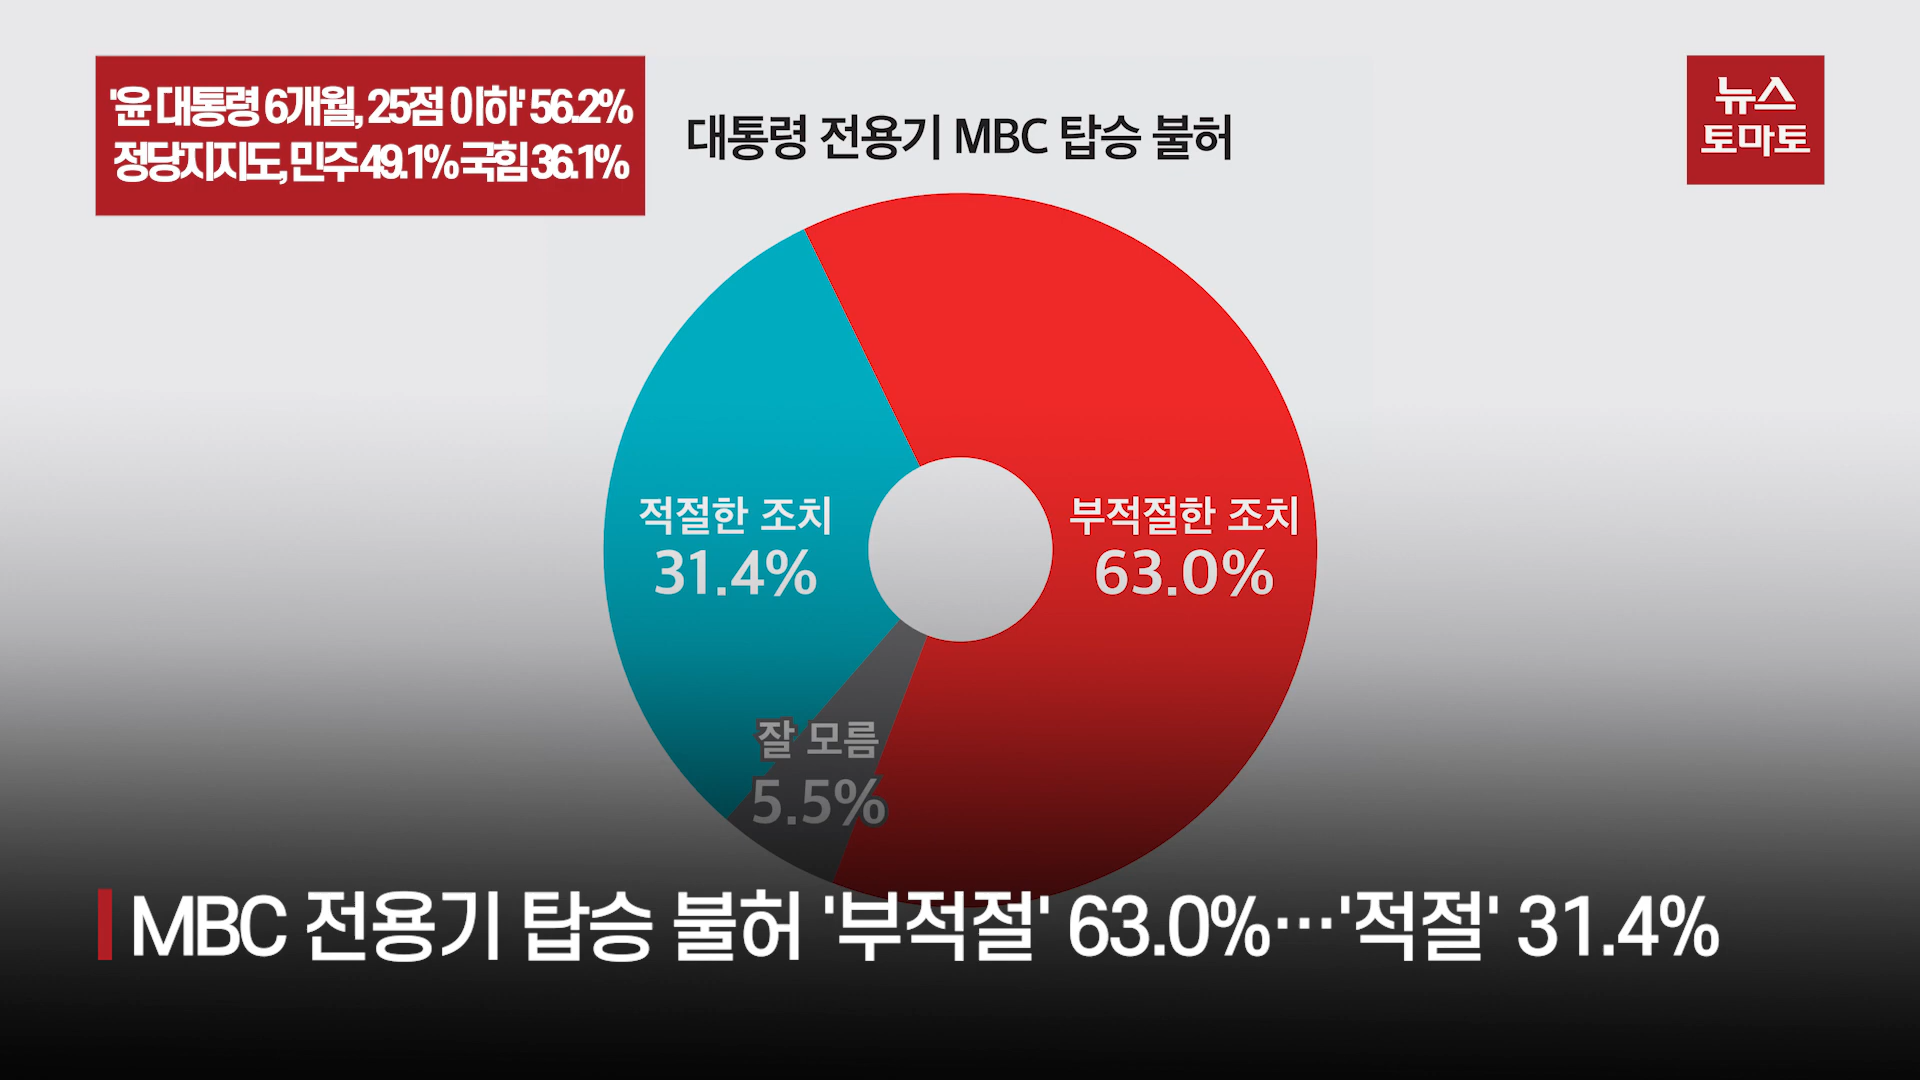 '윤 대통령 6개월, 25점 이하' 56.2%
정당지지도, 민주 49.1% 국힘 36.1%
대통령 전용기 MBC 탑승 불허
뉴스
토마토
적절한 조치
31.4%
부적절한 조치
63.0%
잘 모름
5.5%
MBC 전용기 탑승 불허 '부적절' 63.0%…'적절' 31.4%